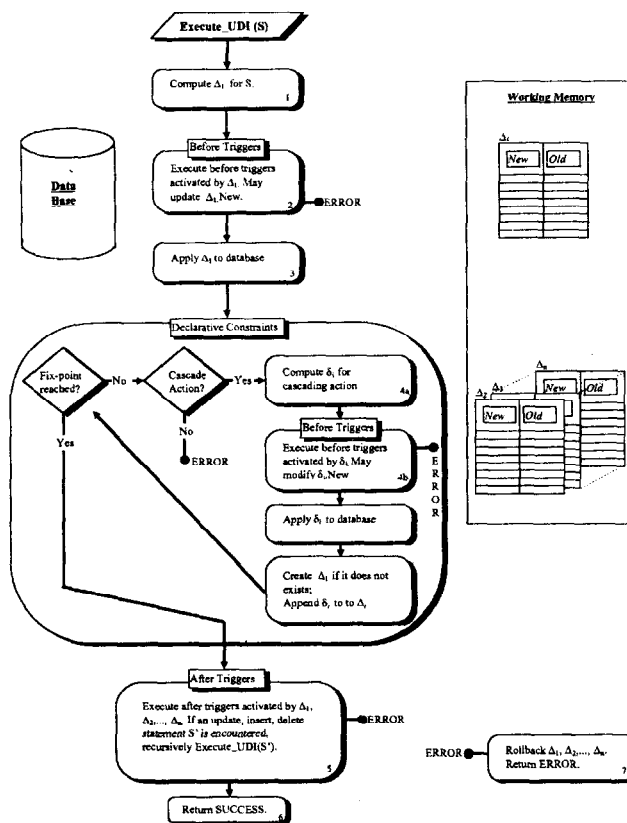 Execute_UDI (S)
Compute Δ₁ for S.
1
Before Triggers
Execute before triggers
activated by Δ₁. May
update Δ₁.New.
2
ERROR
Apply Δ₁ to database
3
Data
Base
Declarative Constraints
Fix-point
reached?
No
Cascade
Action?
Yes
Compute δᵢ for
cascading action
4a
Yes
No
ERROR
Before Triggers
Execute before triggers
activated by δᵢ. May
modify δᵢ.New
4b
ERROR
Apply δᵢ to database
Create Δᵢ if it does not
exists;
Append δᵢ to to Δᵢ
After Triggers
Execute after triggers activated by Δ₁,
Δ₂,..., Δₙ. If an update, insert, delete
statement S' is encountered,
recursively Execute_UDI(S').
5
ERROR
Return SUCCESS.
6
Working Memory
Δ₁
New Old
Δₙ
New Old
Δ₂ Δ₃
New Old
ERROR
Rollback Δ₁, Δ₂,..., Δₙ.
Return ERROR.
7